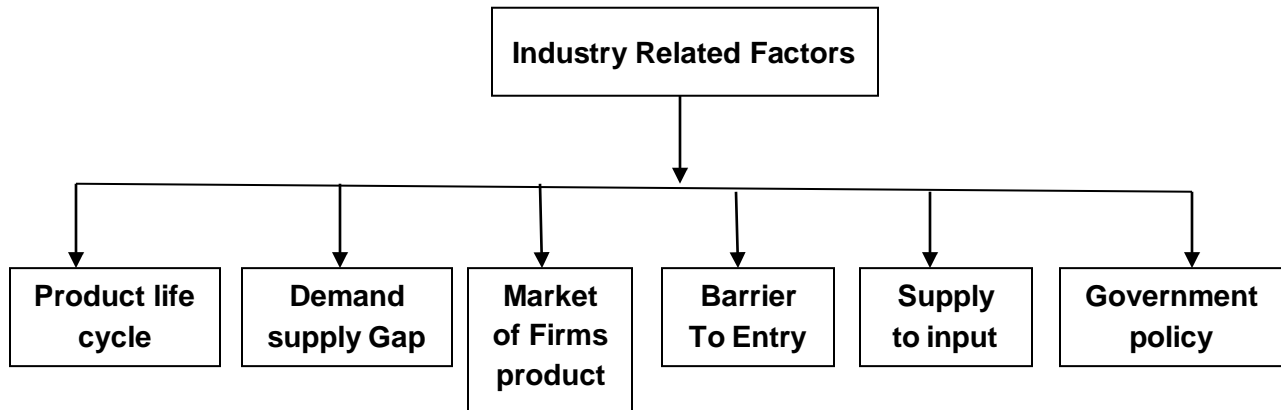 Industry Related Factors
Product life
cycle
Demand
supply Gap
Market
of Firms
product
Barrier
To Entry
Supply
to input
Government
policy